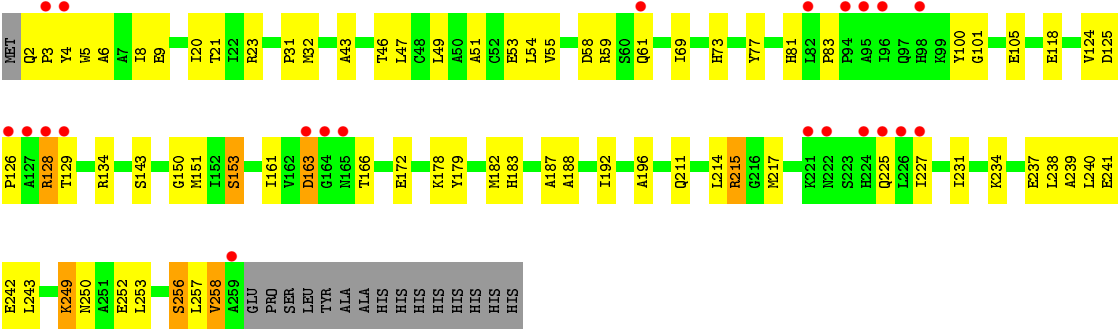 MET Q2 P3 Y4 W5 A6 A7 I8 E9 I20 T21 I22 R23 P31 M32 A43 T46 L47 C48 L49 A50 A51 C52 E53 L54 V55 D58 R59 S60 Q61 I69 H73 Y77 H81 L82 P83 P94 A95 I96 Q97 H98 K99 Y100 G101 E105 E118 V124 D125
P126 A127 R128 T129 R134 S143 G150 M151 I152 S153 I161 V162 D163 G164 N165 T166 E172 K178 Y179 M182 H183 A187 A188 I192 A196 Q211 L214 R215 G216 M217 K221 N222 S223 H224 Q225 L226 I227 I231 K234 E237 L238 A239 L240 E241
E242 L243 K249 N250 A251 E252 L253 S256 L257 V258 A259 GLU PRO SER LEU TYR ALA ALA HIS HIS HIS HIS HIS HIS